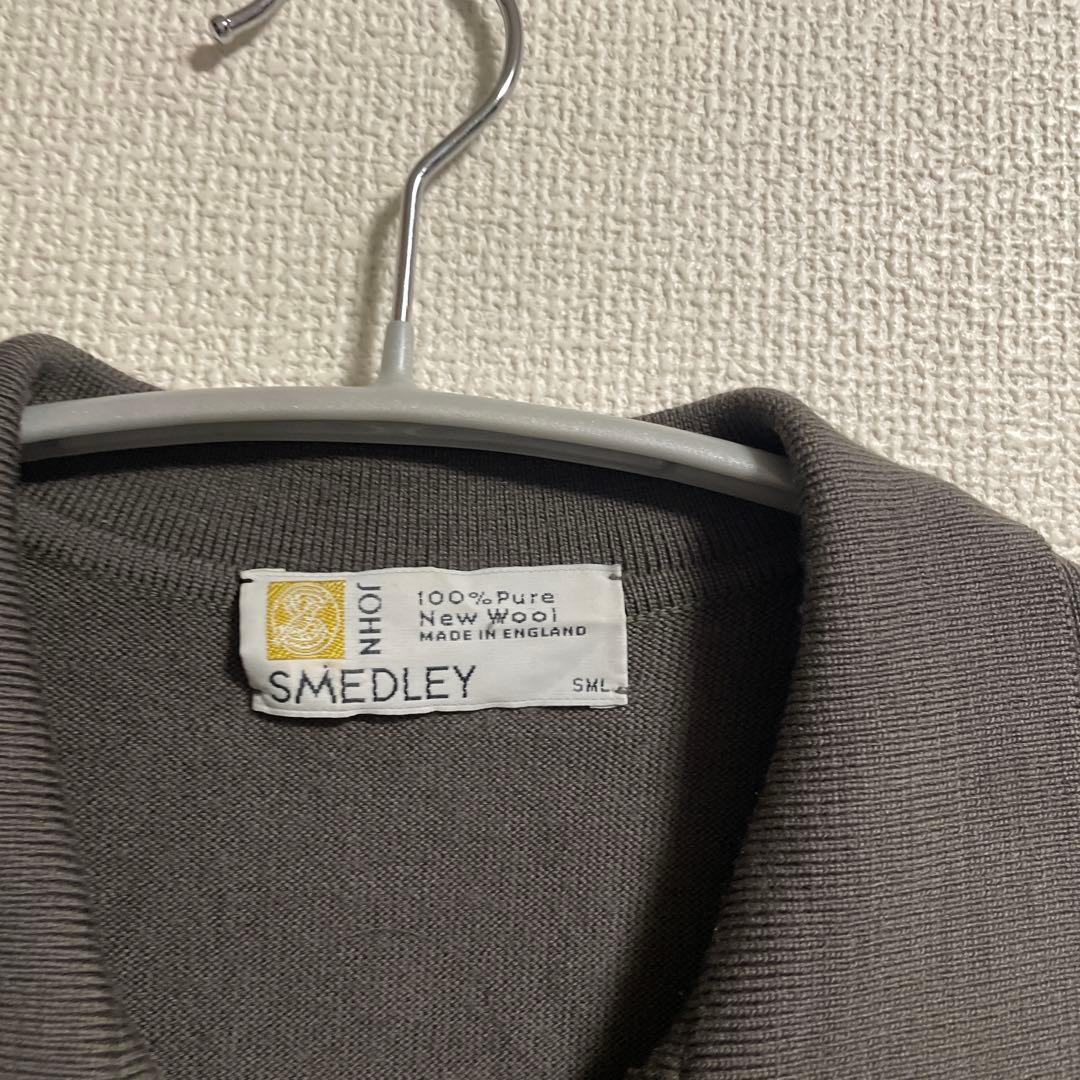 JOHN
SMEDLEY
100% Pure
New Wool
MADE IN ENGLAND
SML